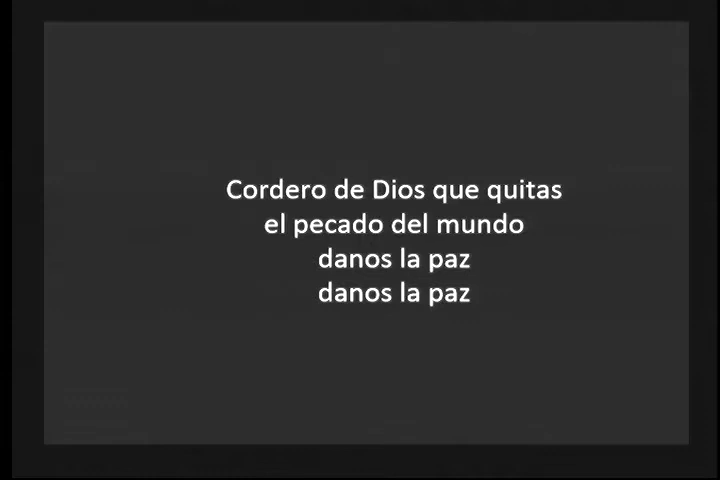 Cordero de Dios que quitas
el pecado del mundo
danos la paz
danos la paz